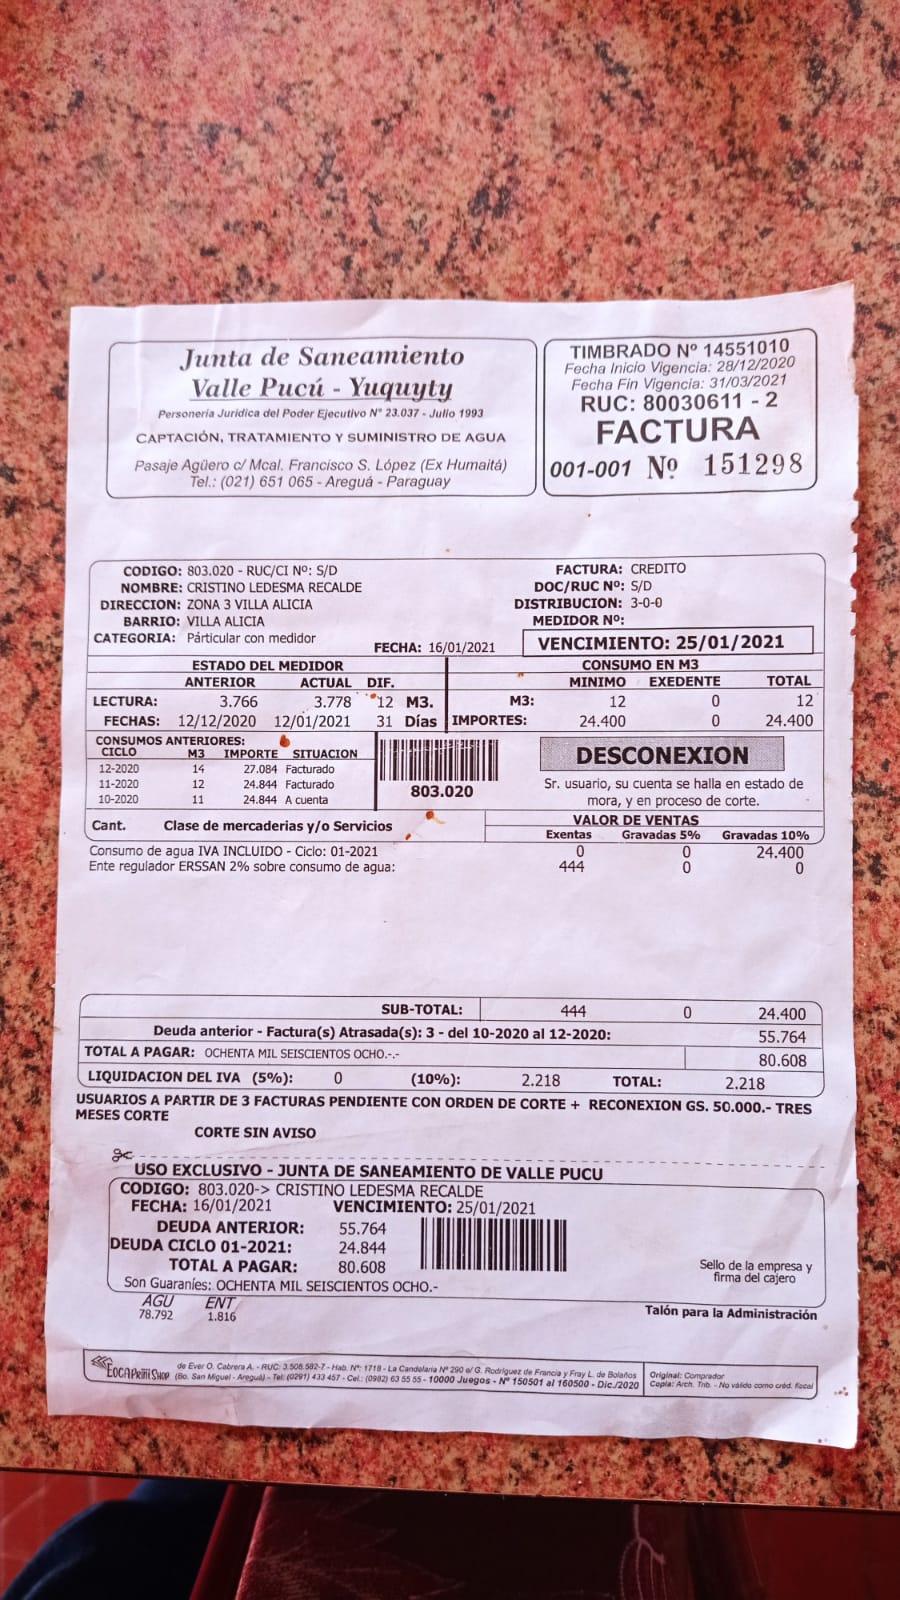 Junta de Saneamiento
Valle Pucú - Yuquyty
Personería Jurídica del Poder Ejecutivo N° 23.037 - Julio 1993
CAPTACIÓN, TRATAMIENTO Y SUMINISTRO DE AGUA
Pasaje Agüero c/ Mcal. Francisco S. López (Ex Humaitá)
Tel.: (021) 651 065 - Areguá - Paraguay
TIMBRADO Nº 14551010
Fecha Inicio Vigencia: 28/12/2020
Fecha Fin Vigencia: 31/03/2021
RUC: 80030611 - 2
FACTURA
001-001 Nº 151298
CODIGO: 803.020 - RUC/CI Nº: S/D
NOMBRE: CRISTINO LEDESMA RECALDE
DIRECCION: ZONA 3 VILLA ALICIA
BARRIO: VILLA ALICIA
CATEGORIA: Párticular con medidor
FECHA: 16/01/2021
FACTURA: CREDITO
DOC/RUC Nº: S/D
DISTRIBUCION: 3-0-0
MEDIDOR Nº:
VENCIMIENTO: 25/01/2021
ESTADO DEL MEDIDOR
ANTERIOR ACTUAL DIF.
LECTURA: 3.766 3.778 12 M3.
FECHAS: 12/12/2020 12/01/2021 31 Días
CONSUMO EN M3
MINIMO EXEDENTE TOTAL
M3: 12 0 12
IMPORTES: 24.400 0 24.400
CONSUMOS ANTERIORES:
CICLO M3 IMPORTE SITUACION
12-2020 14 27.084 Facturado
11-2020 12 24.844 Facturado
10-2020 11 24.844 A cuenta
803.020
DESCONEXION
Sr. usuario, su cuenta se halla en estado de
mora, y en proceso de corte.
Cant. Clase de mercaderias y/o Servicios
VALOR DE VENTAS
Exentas Gravadas 5% Gravadas 10%
Consumo de agua IVA INCLUIDO - Ciclo: 01-2021 0 0 24.400
Ente regulador ERSSAN 2% sobre consumo de agua: 444 0 0
SUB-TOTAL: 444 0 24.400
Deuda anterior - Factura(s) Atrasada(s): 3 - del 10-2020 al 12-2020: 55.764
TOTAL A PAGAR: OCHENTA MIL SEISCIENTOS OCHO.-.- 80.608
LIQUIDACION DEL IVA (5%): 0 (10%): 2.218 TOTAL: 2.218
USUARIOS A PARTIR DE 3 FACTURAS PENDIENTE CON ORDEN DE CORTE + RECONEXION GS. 50.000.- TRES
MESES CORTE
CORTE SIN AVISO
USO EXCLUSIVO - JUNTA DE SANEAMIENTO DE VALLE PUCU
CODIGO: 803.020-> CRISTINO LEDESMA RECALDE
FECHA: 16/01/2021 VENCIMIENTO: 25/01/2021
DEUDA ANTERIOR: 55.764
DEUDA CICLO 01-2021: 24.844
TOTAL A PAGAR: 80.608
Son Guaraníes: OCHENTA MIL SEISCIENTOS OCHO.-
Sello de la empresa y
firma del cajero
AGU ENT
78.792 1.816
Talón para la Administración
EOCAPrintShop
de Ever O. Cabrera A. - RUC: 3.508.592-7 - Hab. Nº: 1718 - La Candelaria Nº 290 e/ G. Rodríguez de Francia y Fray L. de Bolaños
(Bo. San Miguel - Areguá) - Tel: (0291) 433 457 - Cel.: (0982) 63 55 55 - 10000 Juegos - Nº 150501 al 160500 - Dic./2020
Original: Comprador
Copia: Arch. Trib. - No válido como créd. fiscal